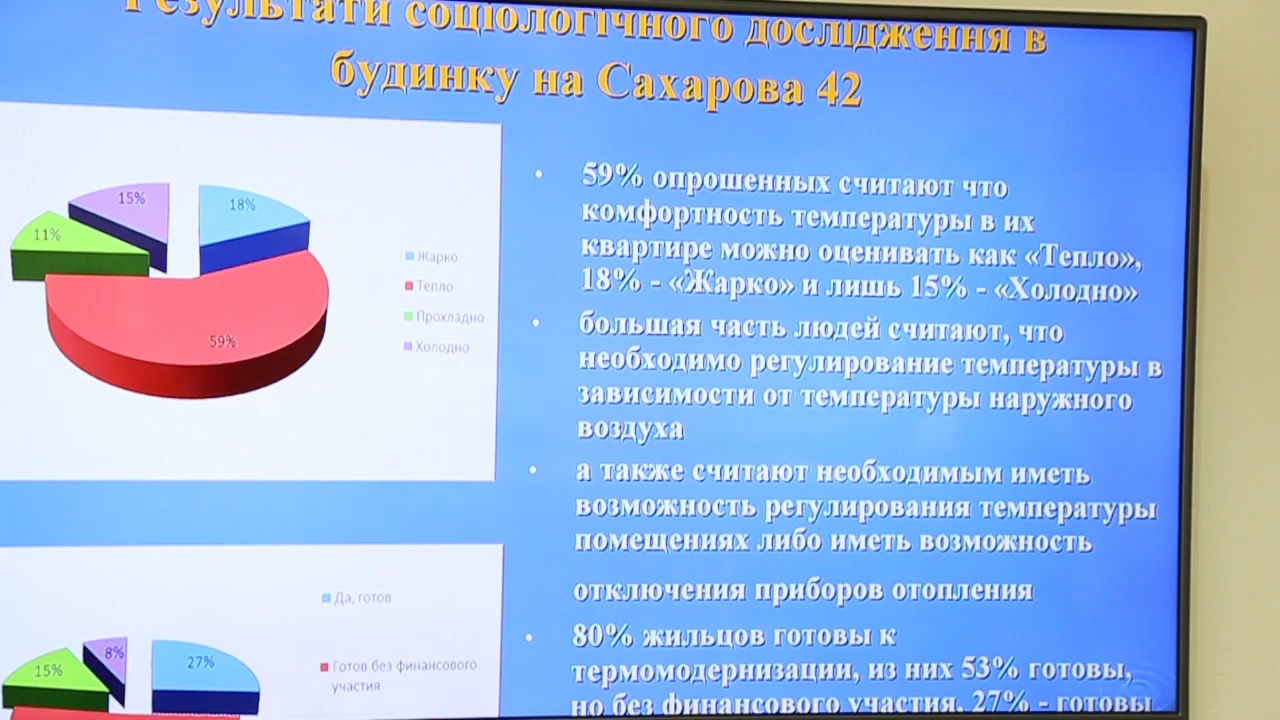 Результати соціологічного дослідження в
будинку на Сахарова 42
15%
18%
11%
59%
Жарко
Тепло
Прохладно
Холодно
59% опрошенных считают что
комфортность температуры в их
квартире можно оценивать как «Тепло»,
18% - «Жарко» и лишь 15% - «Холодно»
большая часть людей считают, что
необходимо регулирование температуры в
зависимости от температуры наружного
воздуха
а также считают необходимым иметь
возможность регулирования температуры
помещениях либо иметь возможность
отключения приборов отопления
80% жильцов готовы к
термомодернизации, из них 53% готовы,
но без финансового участия, 27% - готовы
Да, готов
Готов без финансового
участия
8%
27%
15%